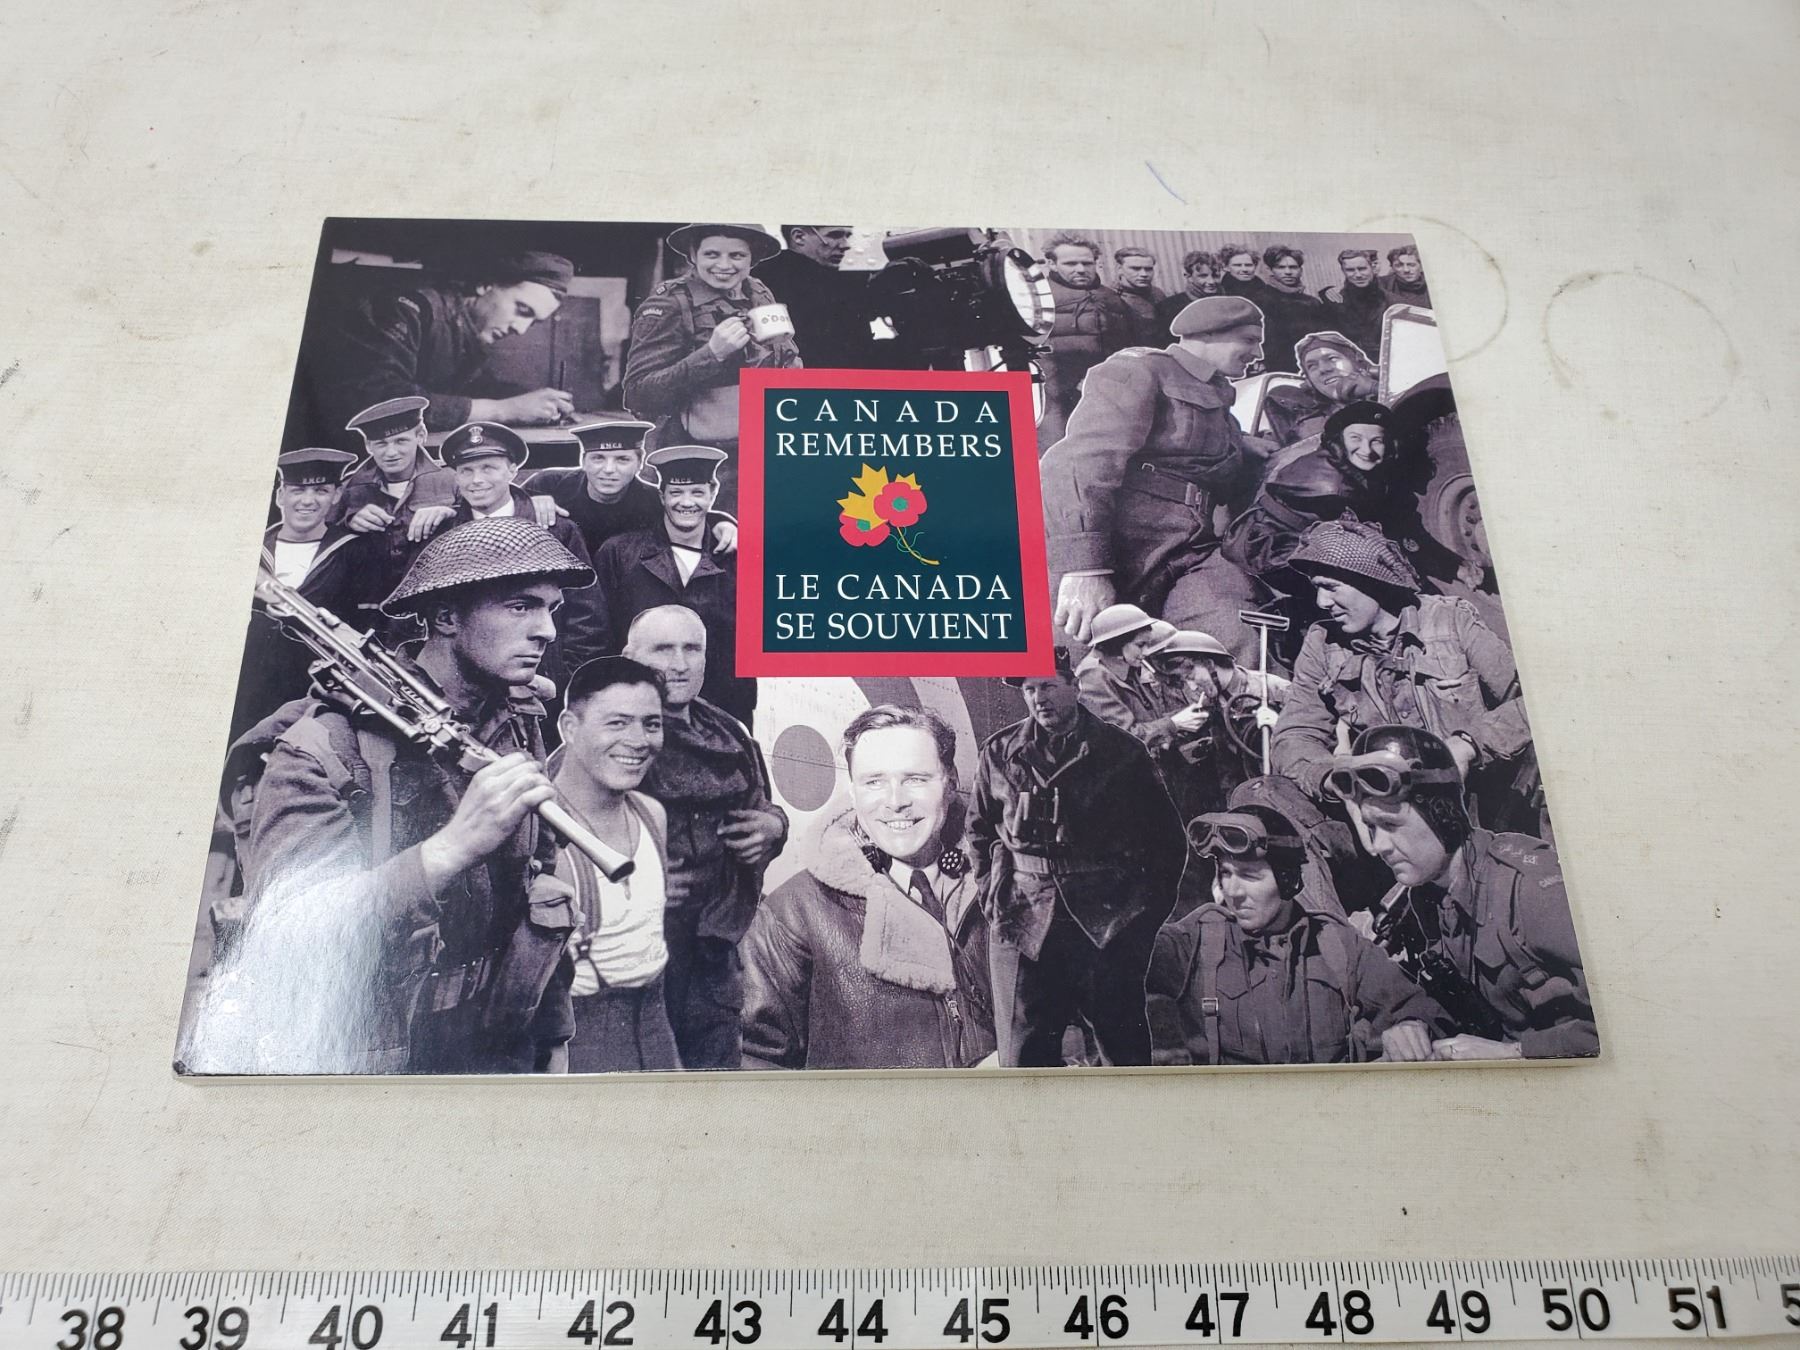 CANADA
REMEMBERS
LE CANADA
SE SOUVIENT
38 39 40 41 42 43 44 45 46 47 48 49 50 51